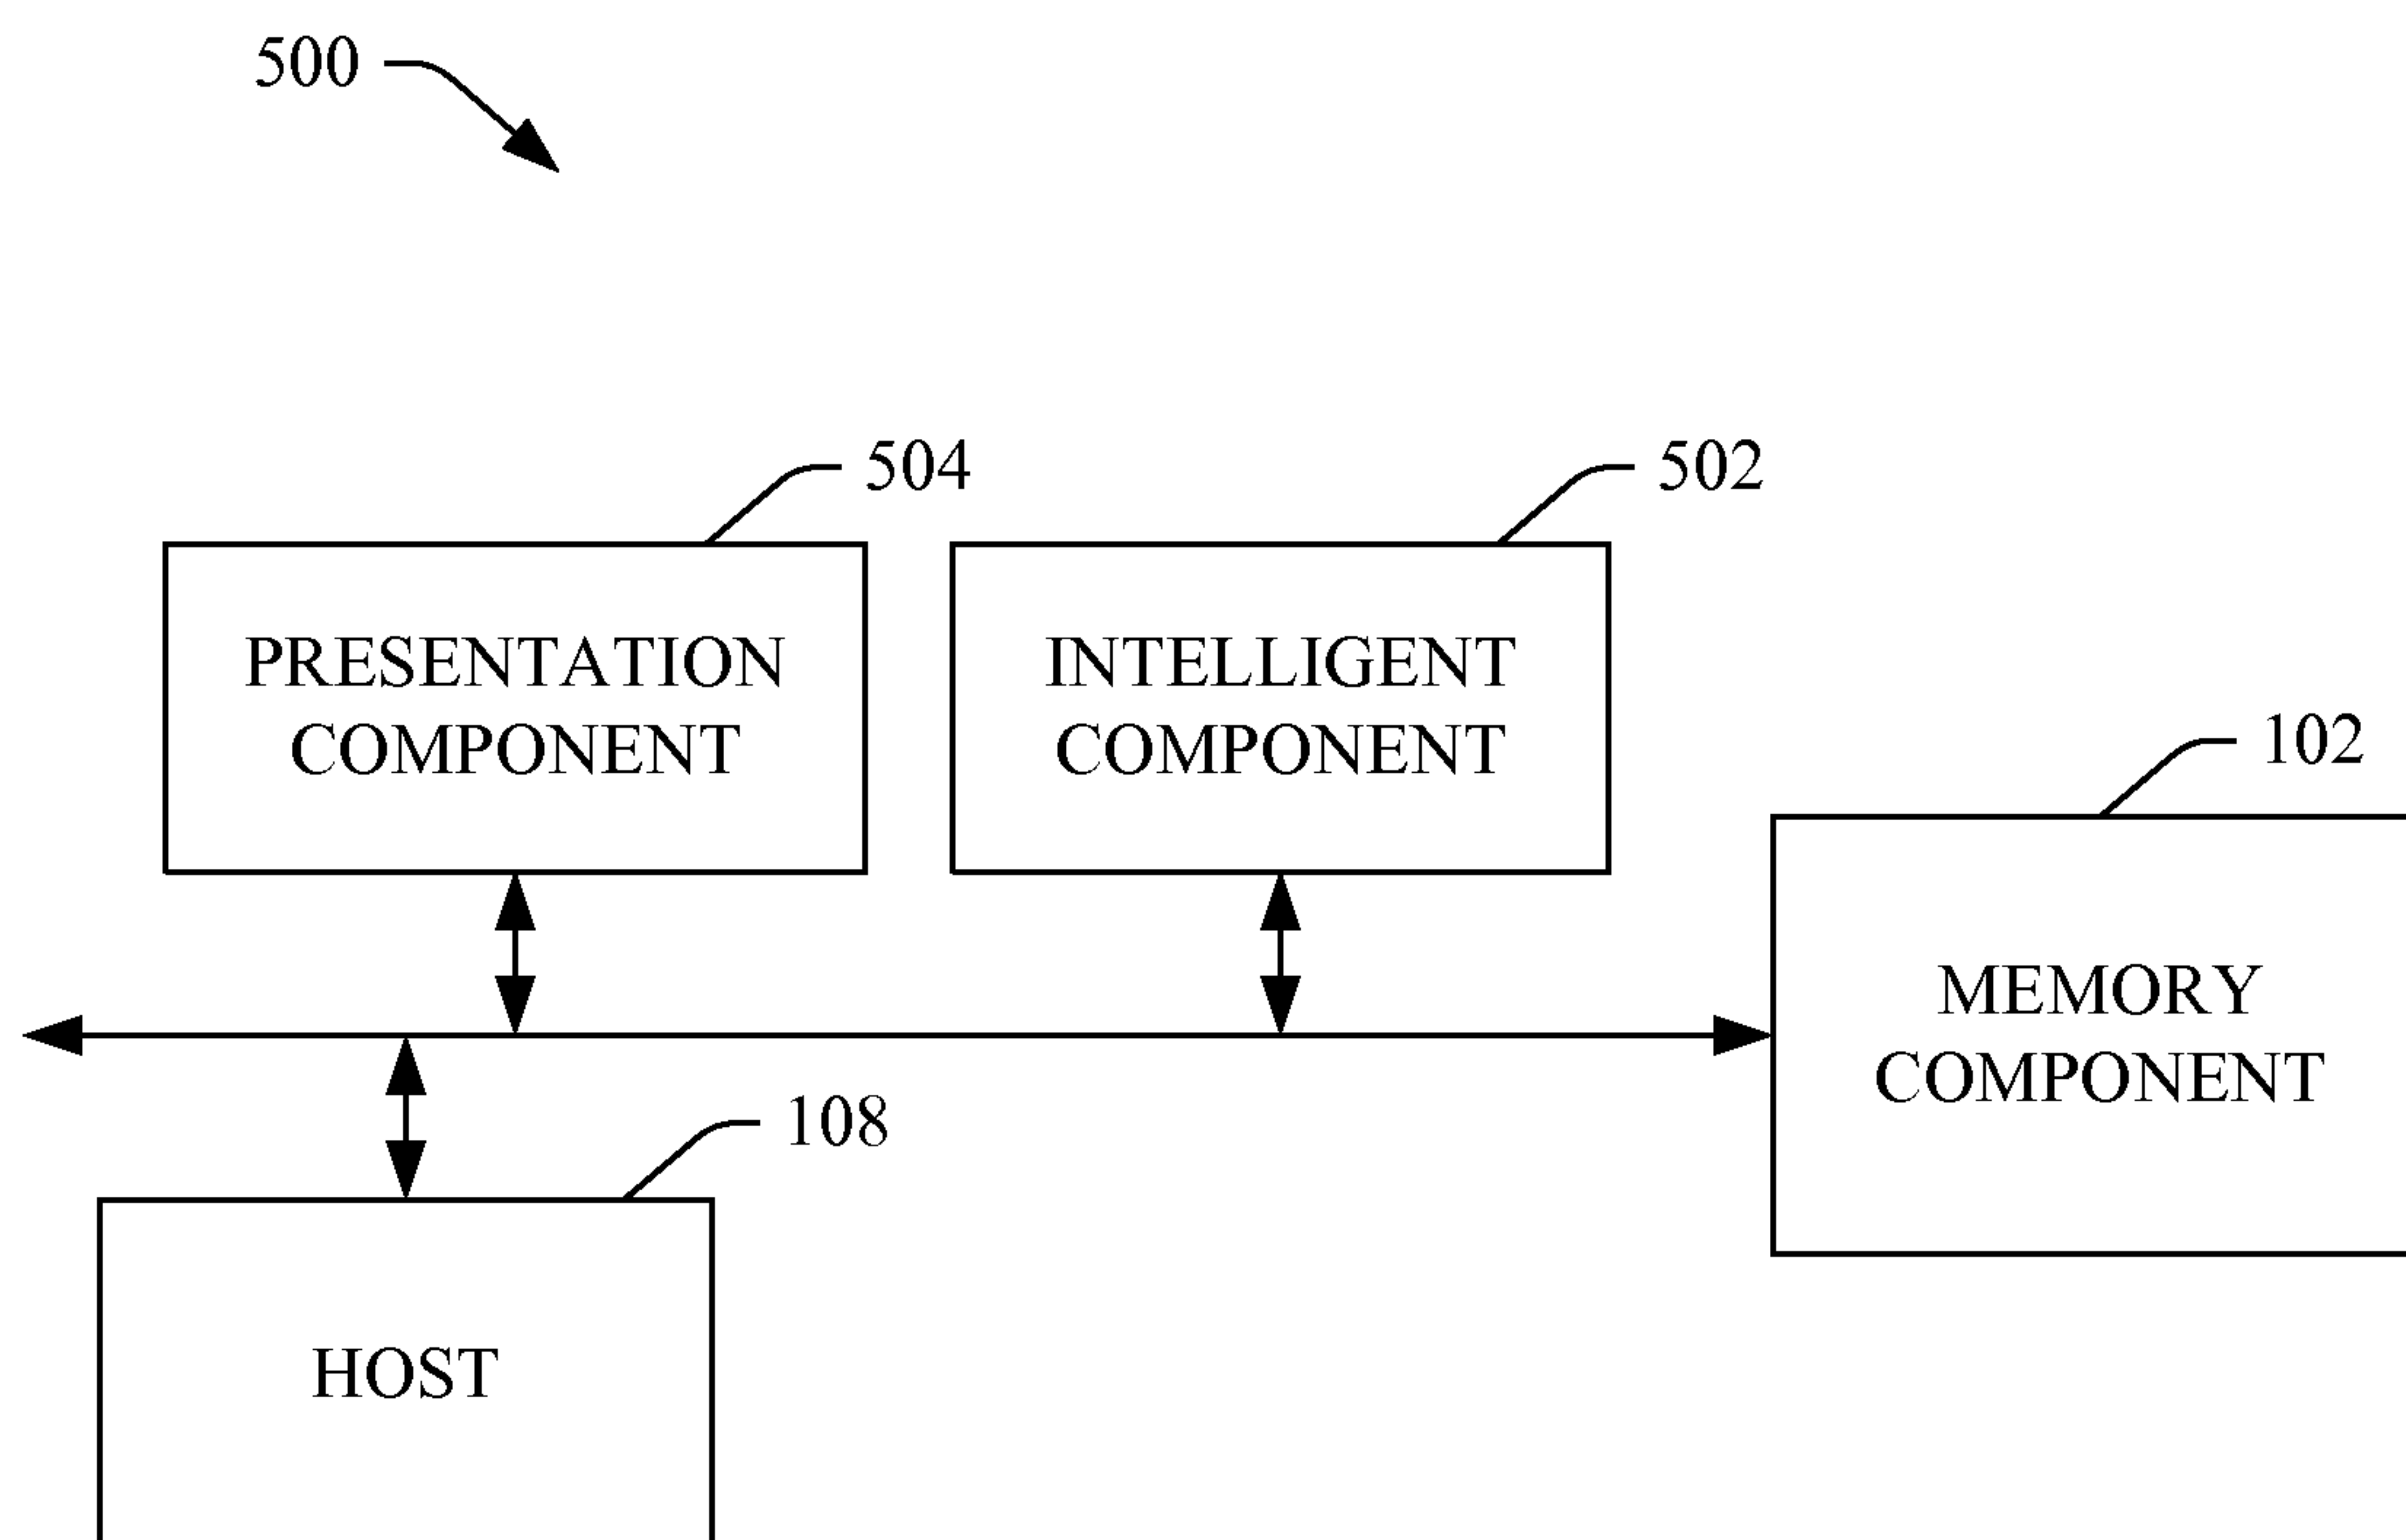 500
504
502
PRESENTATION
COMPONENT
INTELLIGENT
COMPONENT
102
MEMORY
COMPONENT
108
HOST